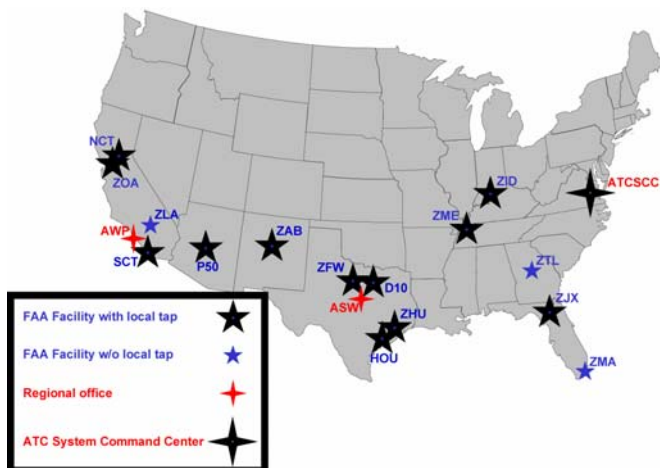 NCT
ZOA
ZLA
AWP
SCT
P50
ZAB
ZFW
D10
ASW
ZHU
HOU
ZME
ZID
ATCSCC
ZTL
ZJX
ZMA
FAA Facility with local tap
FAA Facility w/o local tap
Regional office
ATC System Command Center